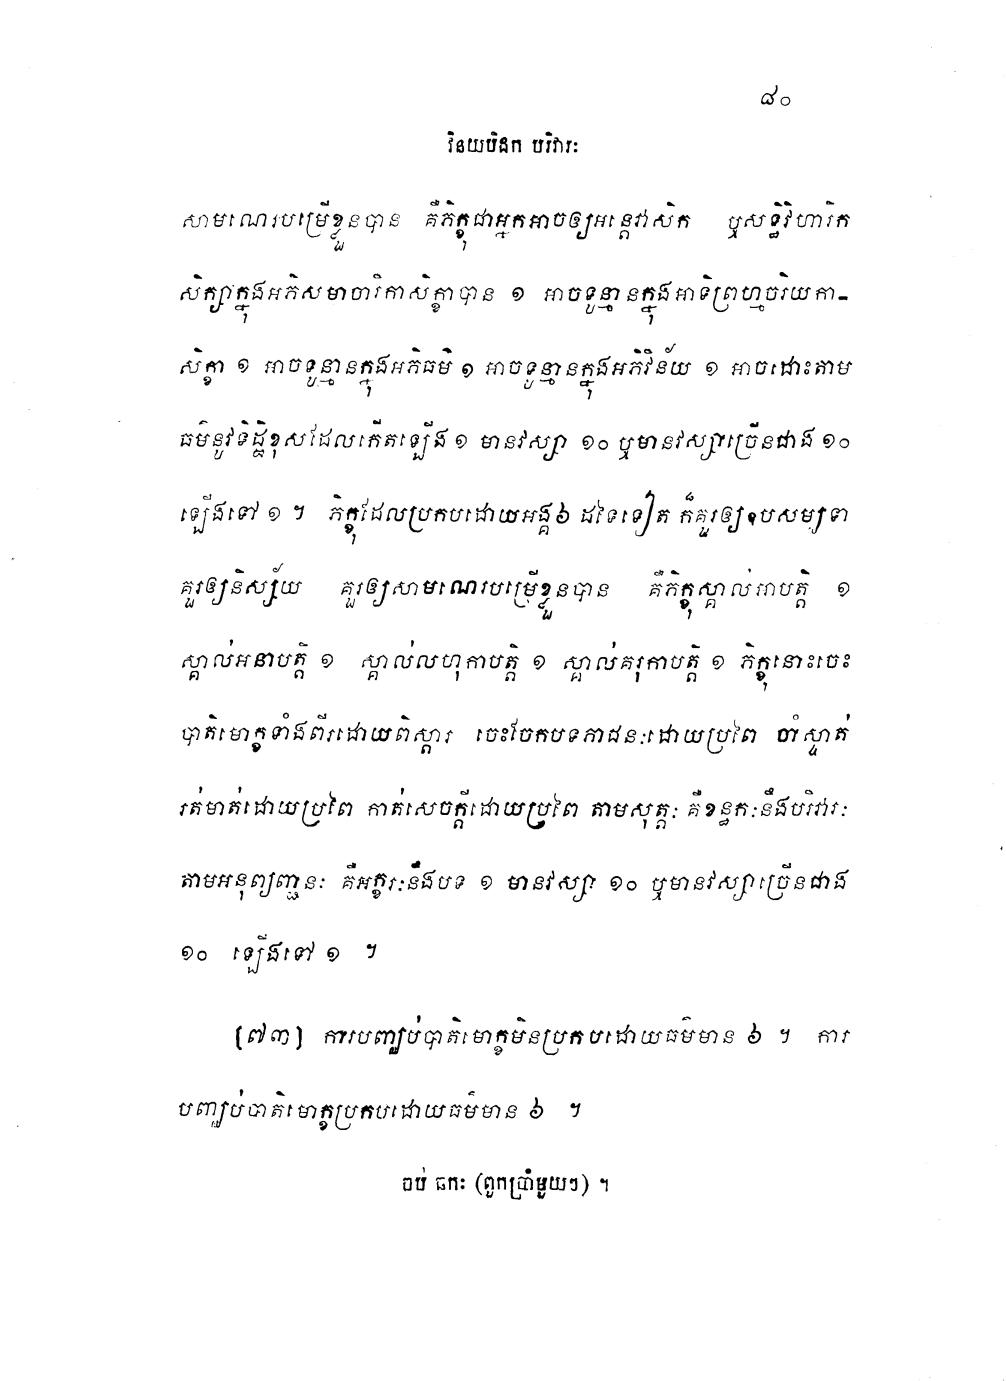 ៨០
វិនយបិដក បរិវារៈ
សាមណេរបម្រើខ្លួនបាន គឺភិក្ខុជាអ្នកអាចឲ្យអន្តេវាសិក ឬសទ្ធិវិហារិក
សិក្សាក្នុងអភិសមាចារិកាសិក្ខាបាន ១ អាចទូន្មានក្នុងអាទិព្រហ្មចរិយកា-
សិក្ខា ១ អាចទូន្មានក្នុងអភិធម៌ ១ អាចទូន្មានក្នុងអភិវិន័យ ១ អាចដោះតាម
ធម៌នូវទិដ្ឋិខុសដែលកើតឡើង ១ មានវស្សា ១០ ឬមានវស្សាច្រើនជាង ១០
ឡើងទៅ ១ ។ ភិក្ខុដែលប្រកបដោយអង្គ ៦ ដទៃទៀត ក៏គួរឲ្យឧបសម្បទា
គួរឲ្យនិស្ស័យ គួរឲ្យសាមណេរបម្រើខ្លួនបាន គឺភិក្ខុស្គាល់អាបត្តិ ១
ស្គាល់អនាបត្តិ ១ ស្គាល់លហុកាបត្តិ ១ ស្គាល់គរុកាបត្តិ ១ ភិក្ខុនោះចេះ
បាតិមោក្ខទាំងពីរដោយពិស្តារ ចេះចែកបទភាជនៈដោយប្រពៃ ចាំស្ទាត់
រត់មាត់ដោយប្រពៃ កាត់សេចក្តីដោយប្រពៃ តាមសុត្តៈ គឺខន្ធកៈនឹងបរិវារៈ
តាមអនុព្យញ្ជនៈ គឺអក្ខរៈនឹងបទ ១ មានវស្សា ១០ ឬមានវស្សាច្រើនជាង
១០ ឡើងទៅ ១ ។
(៧៣) ការបញ្ឈប់បាតិមោក្ខមិនប្រកបដោយធម៌មាន ៦ ។ ការ
បញ្ឈប់បាតិមោក្ខប្រកបដោយធម៌មាន ៦ ។
ចប់ ឆកៈ (ពួកប្រាំមួយៗ) ។